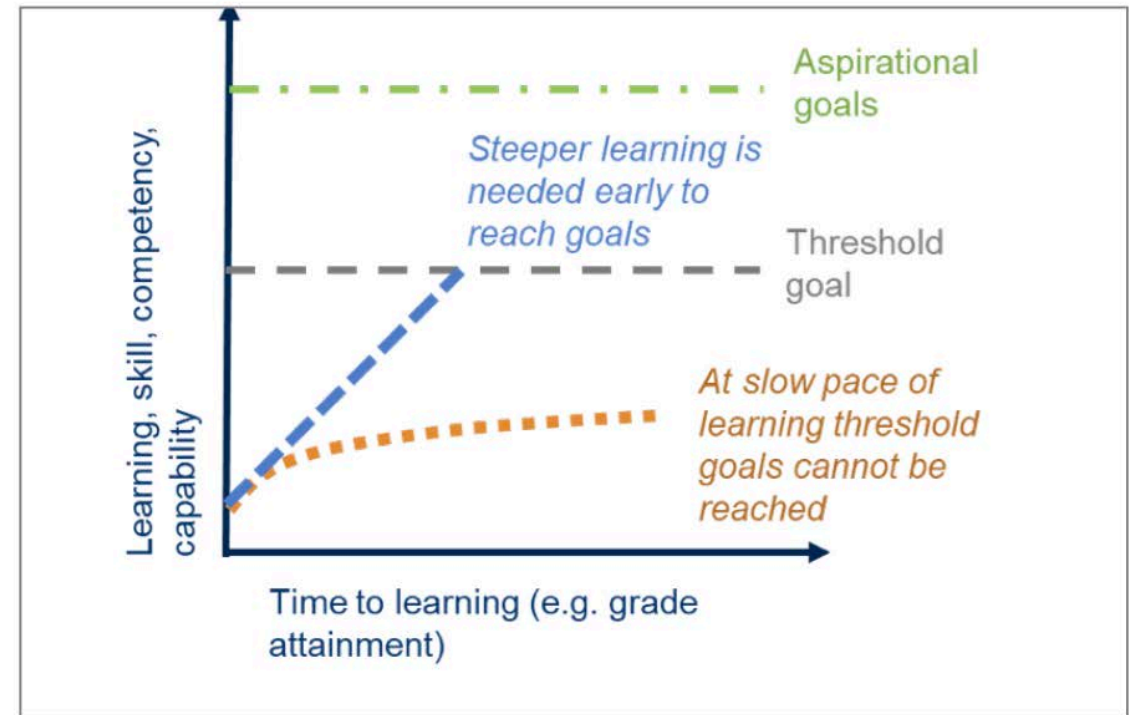 Aspirational
goals
Steeper learning is
needed early to
reach goals
Threshold
goal
At slow pace of
learning threshold
goals cannot be
reached
Learning, skill, competency,
capability
Time to learning (e.g. grade
attainment)